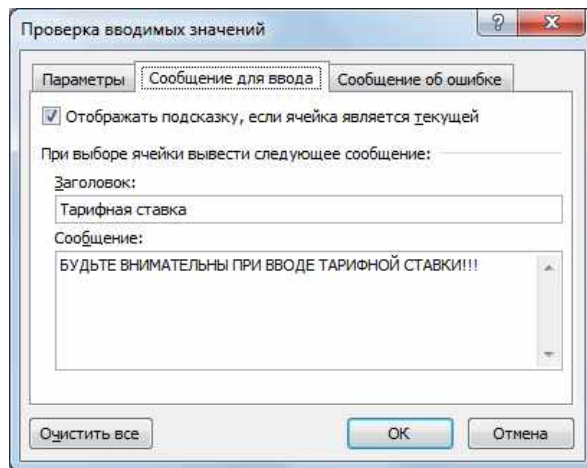 Проверка вводимых значений
Параметры Сообщение для ввода Сообщение об ошибке
Отображать подсказку, если ячейка является текущей
При выборе ячейки вывести следующее сообщение:
Заголовок:
Тарифная ставка
Сообщение:
БУДЬТЕ ВНИМАТЕЛЬНЫ ПРИ ВВОДЕ ТАРИФНОЙ СТАВКИ!!!
Очистить все ОК Отмена